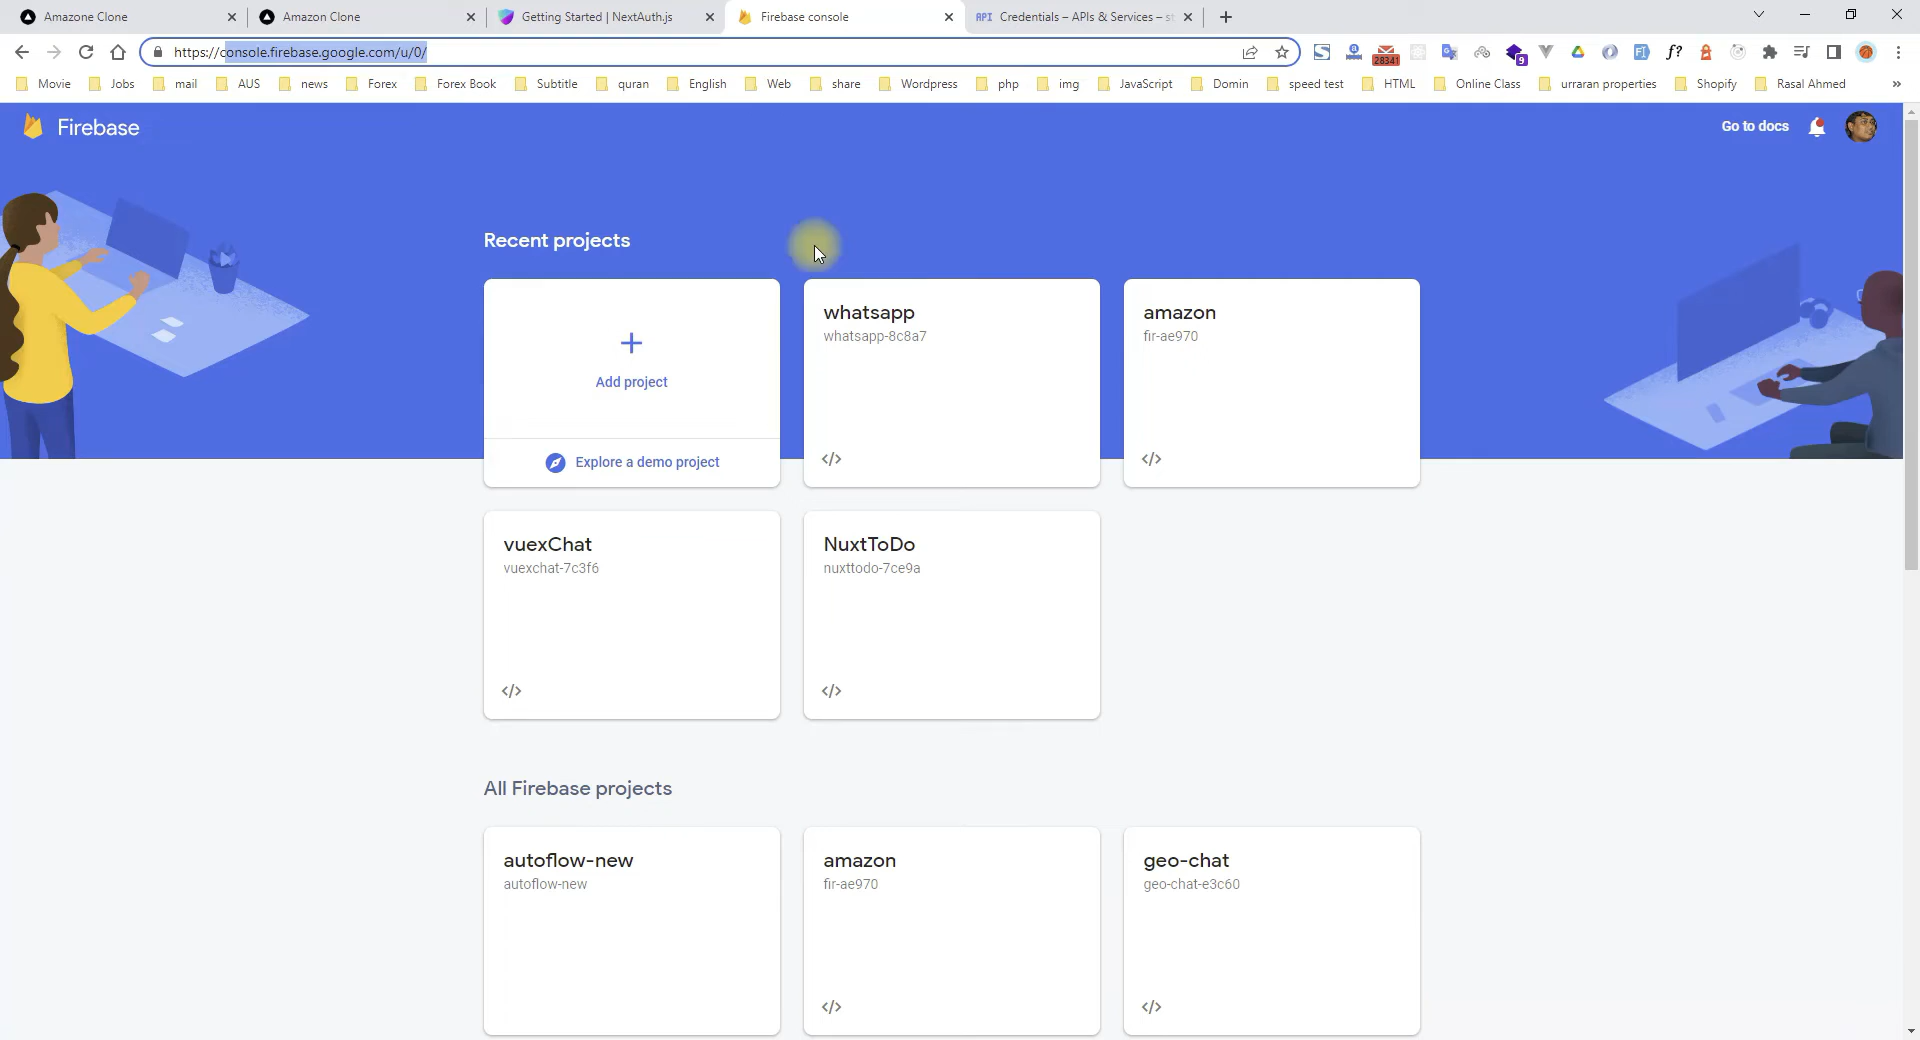 Amazone Clone
Amazon Clone
Getting Started | NextAuth.js
Firebase console
API Credentials – APIs & Services – st
https://console.firebase.google.com/u/0/
28341
9
f?
Movie
Jobs
mail
AUS
news
Forex
Forex Book
Subtitle
quran
English
Web
share
Wordpress
php
img
JavaScript
Domin
speed test
HTML
Online Class
urraran properties
Shopify
Rasal Ahmed
»
Firebase
Go to docs
Recent projects
Add project
Explore a demo project
whatsapp
whatsapp-8c8a7
</>
amazon
fir-ae970
</>
vuexChat
vuexchat-7c3f6
</>
NuxtToDo
nuxttodo-7ce9a
</>
All Firebase projects
autoflow-new
autoflow-new
amazon
fir-ae970
</>
geo-chat
geo-chat-e3c60
</>